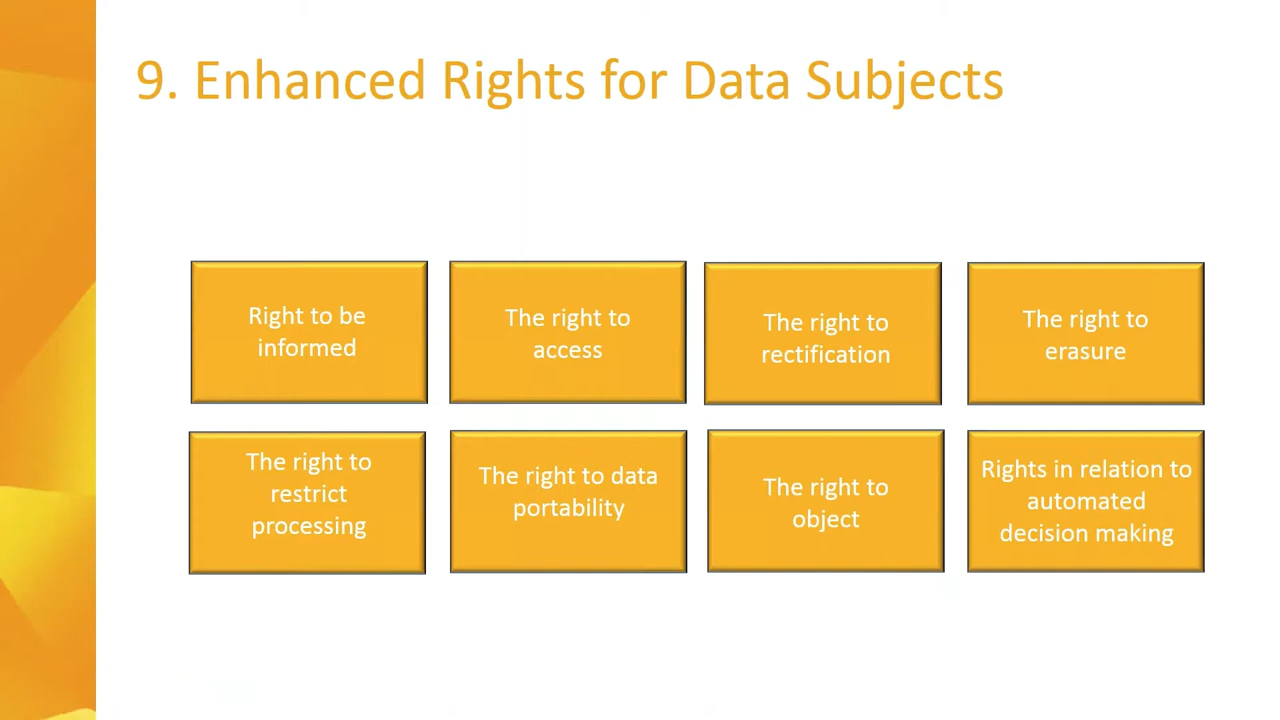 9. Enhanced Rights for Data Subjects
Right to be
informed
The right to
access
The right to
rectification
The right to
erasure
The right to
restrict
processing
The right to data
portability
The right to
object
Rights in relation to
automated
decision making